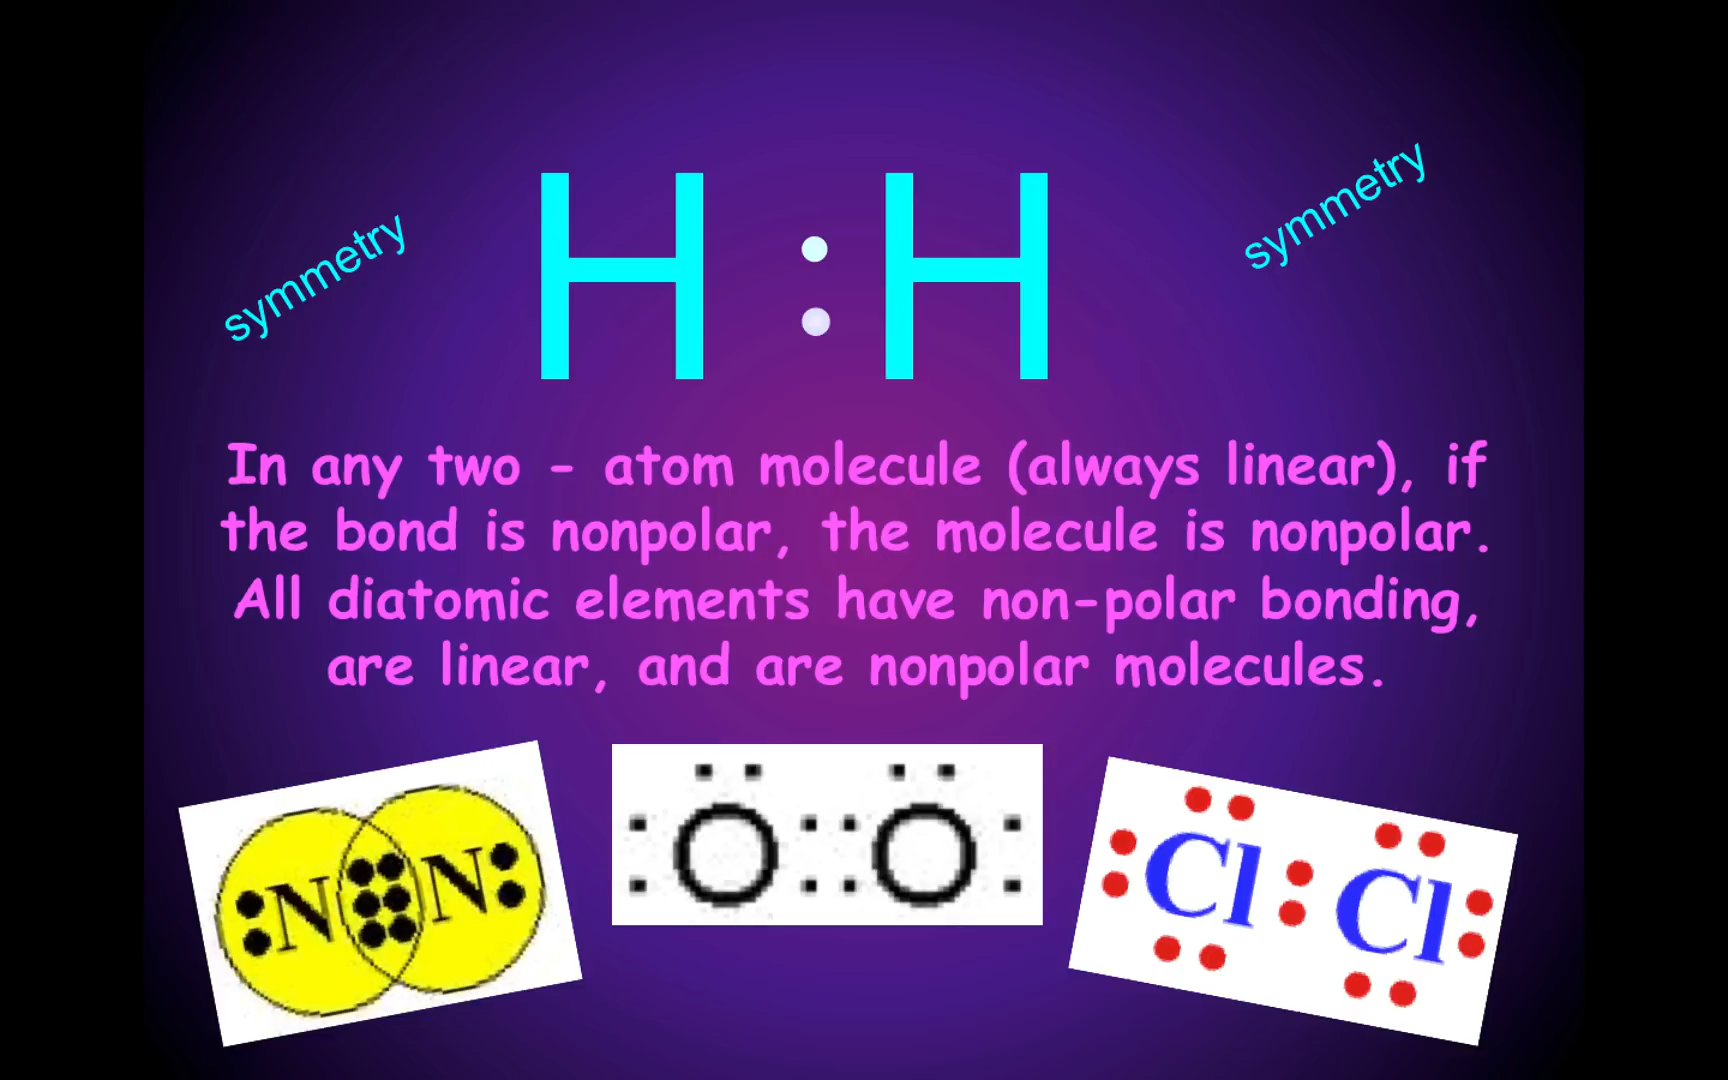 symmetry
H : H
symmetry
In any two - atom molecule (always linear), if
the bond is nonpolar, the molecule is nonpolar.
All diatomic elements have non-polar bonding,
are linear, and are nonpolar molecules.
N N
O O
Cl Cl